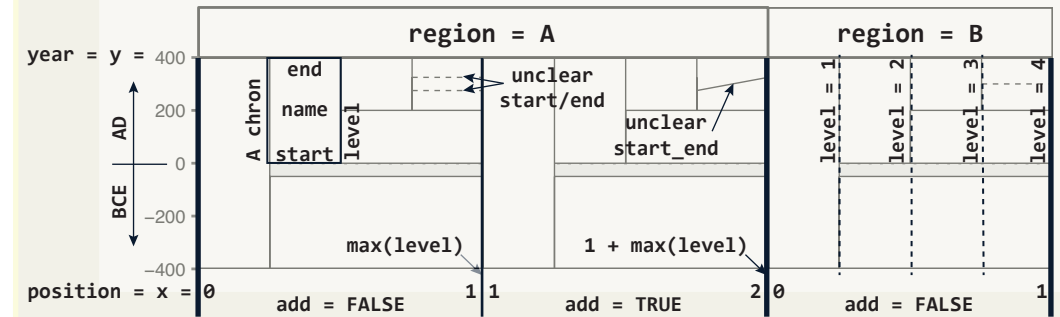 region = A
region = B
year = y =
400
200
0
−200
−400
AD
BCE
A chron
end
name
start
level
unclear
start/end
unclear
start_end
level = 1
level = 2
level = 3
level = 4
max(level)
1 + max(level)
position = x =
0
1
1
2
0
1
add = FALSE
add = TRUE
add = FALSE